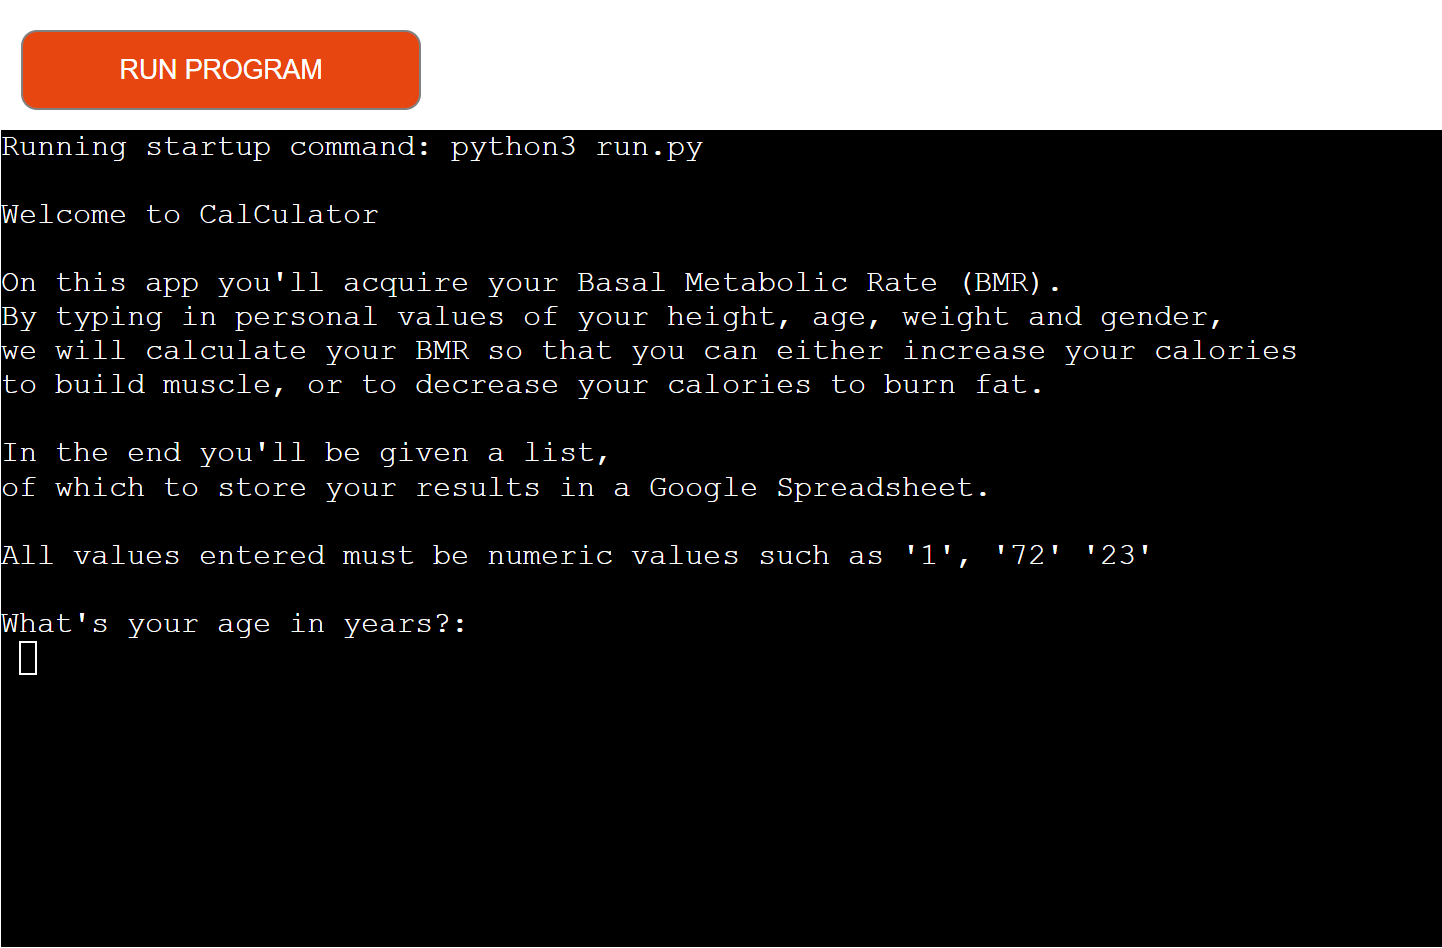 RUN PROGRAM
Running startup command: python3 run.py
Welcome to CalCulator
On this app you'll acquire your Basal Metabolic Rate (BMR).
By typing in personal values of your height, age, weight and gender,
we will calculate your BMR so that you can either increase your calories
to build muscle, or to decrease your calories to burn fat.
In the end you'll be given a list,
of which to store your results in a Google Spreadsheet.
All values entered must be numeric values such as '1', '72' '23'
What's your age in years?: